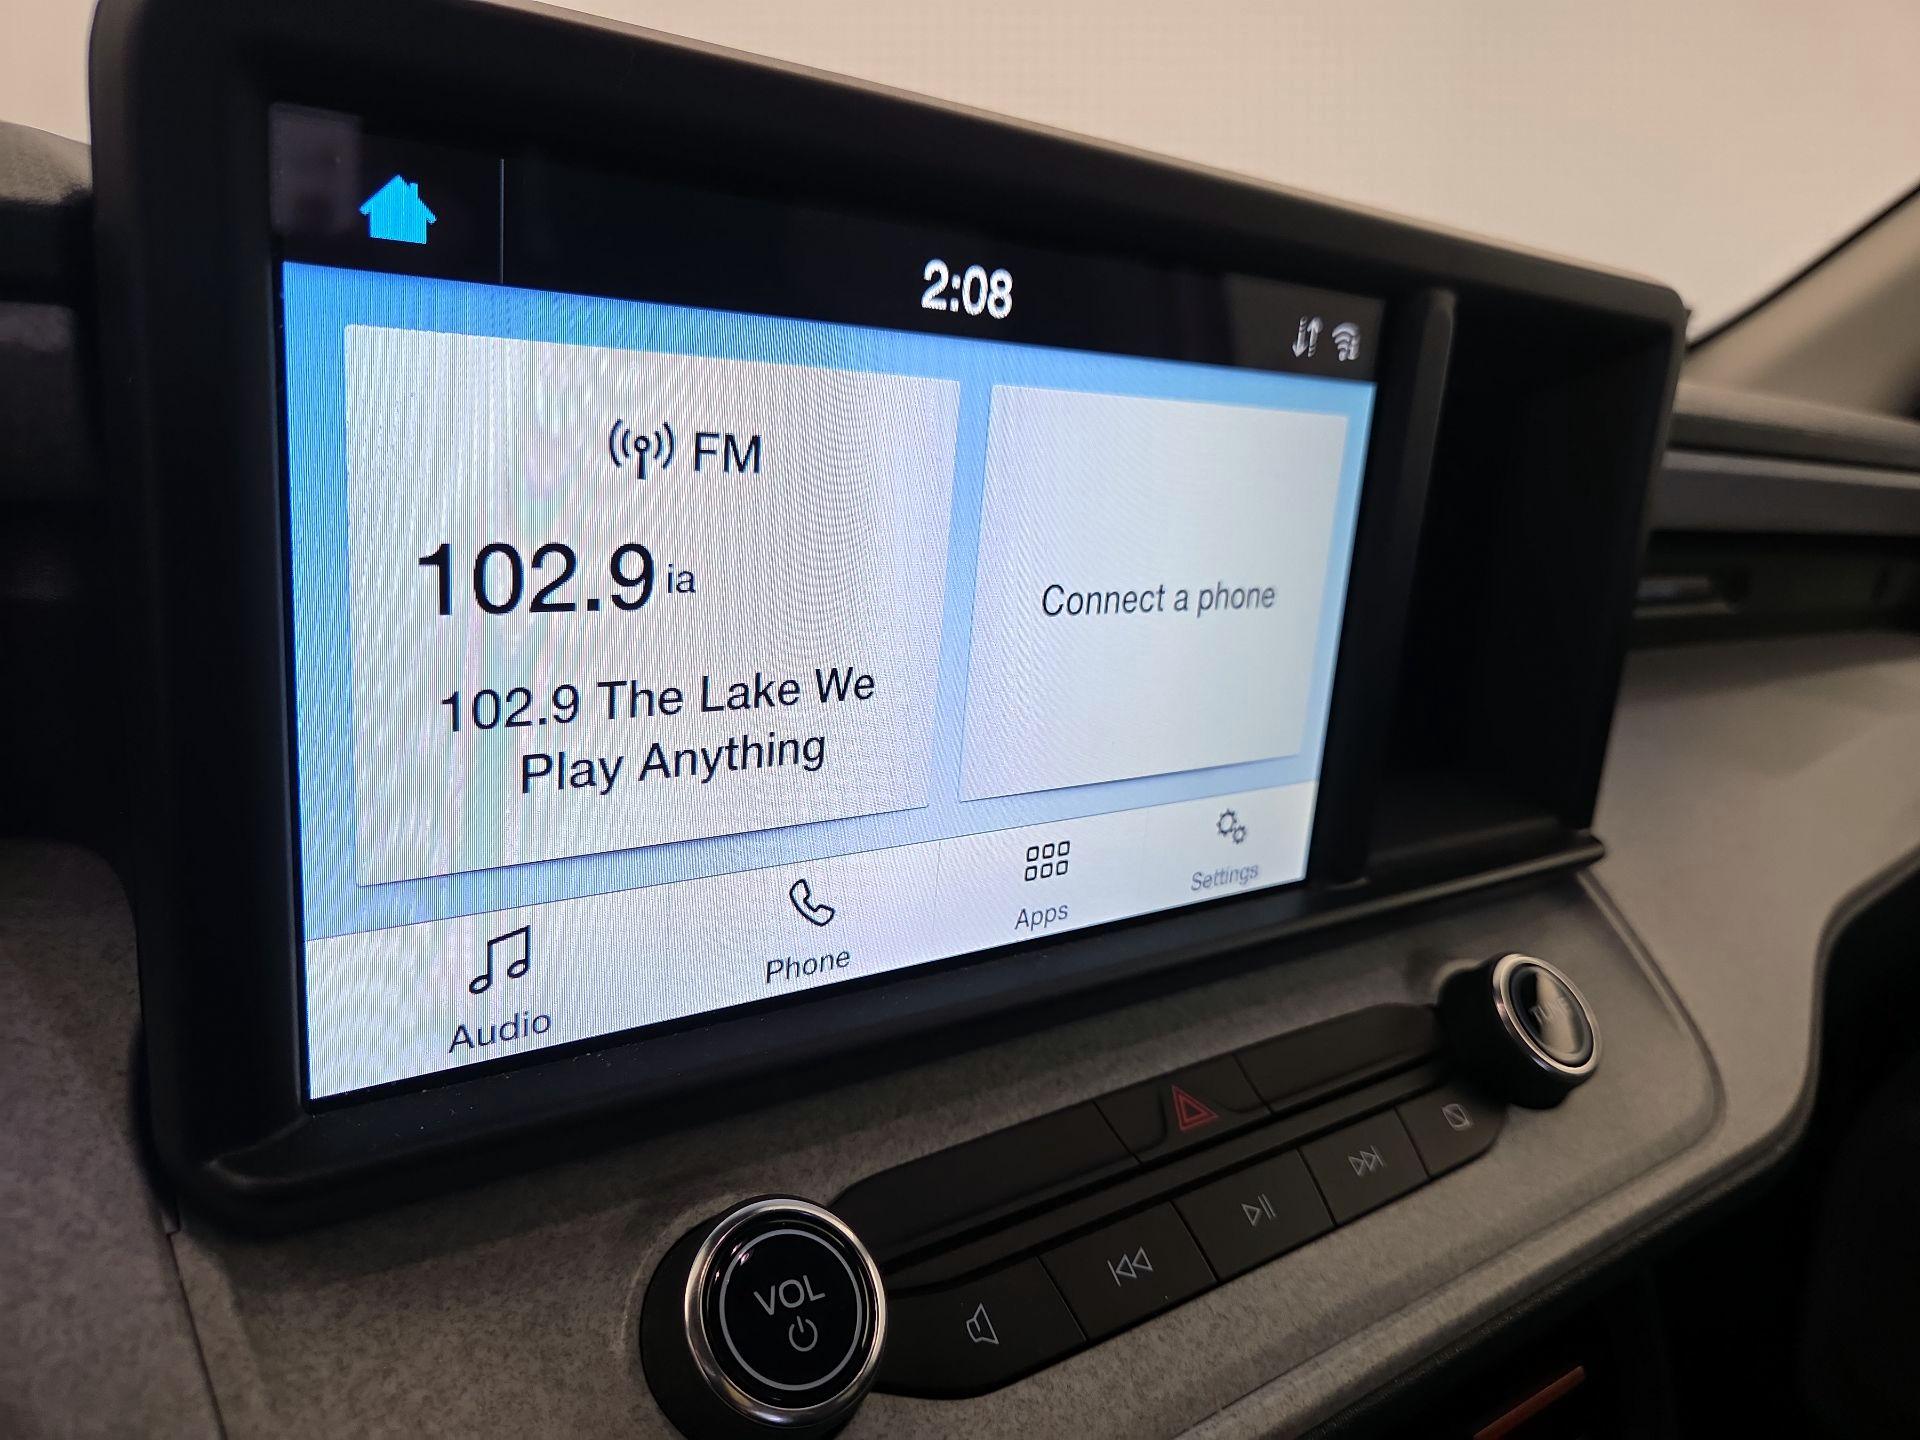 2:08
FM
102.9 ia
102.9 The Lake We
Play Anything
Connect a phone
Audio
Phone
Apps
Settings
VOL
TUNE